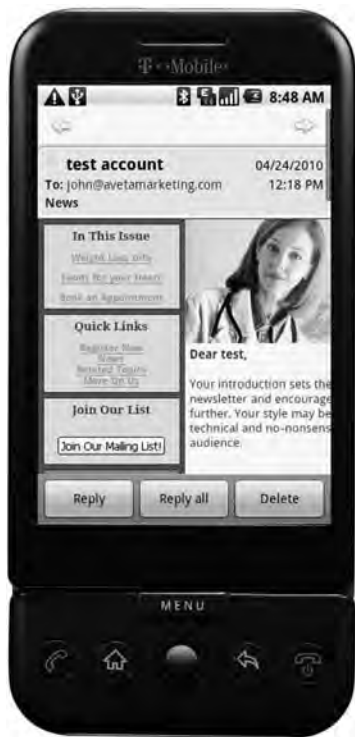 T··Mobile·
8:48 AM
test account 04/24/2010
To: john@avetamarketing.com 12:18 PM
News
In This Issue
Weight Loss Info
Foods for your Heart
Book an Appointment
Quick Links
Register Now
News
Related Topics
More On Us
Join Our List
Join Our Mailing List!
Dear test,
Your introduction sets the
newsletter and encourage
further. Your style may be
technical and no-nonsens
audience.
Reply Reply all Delete
MENU